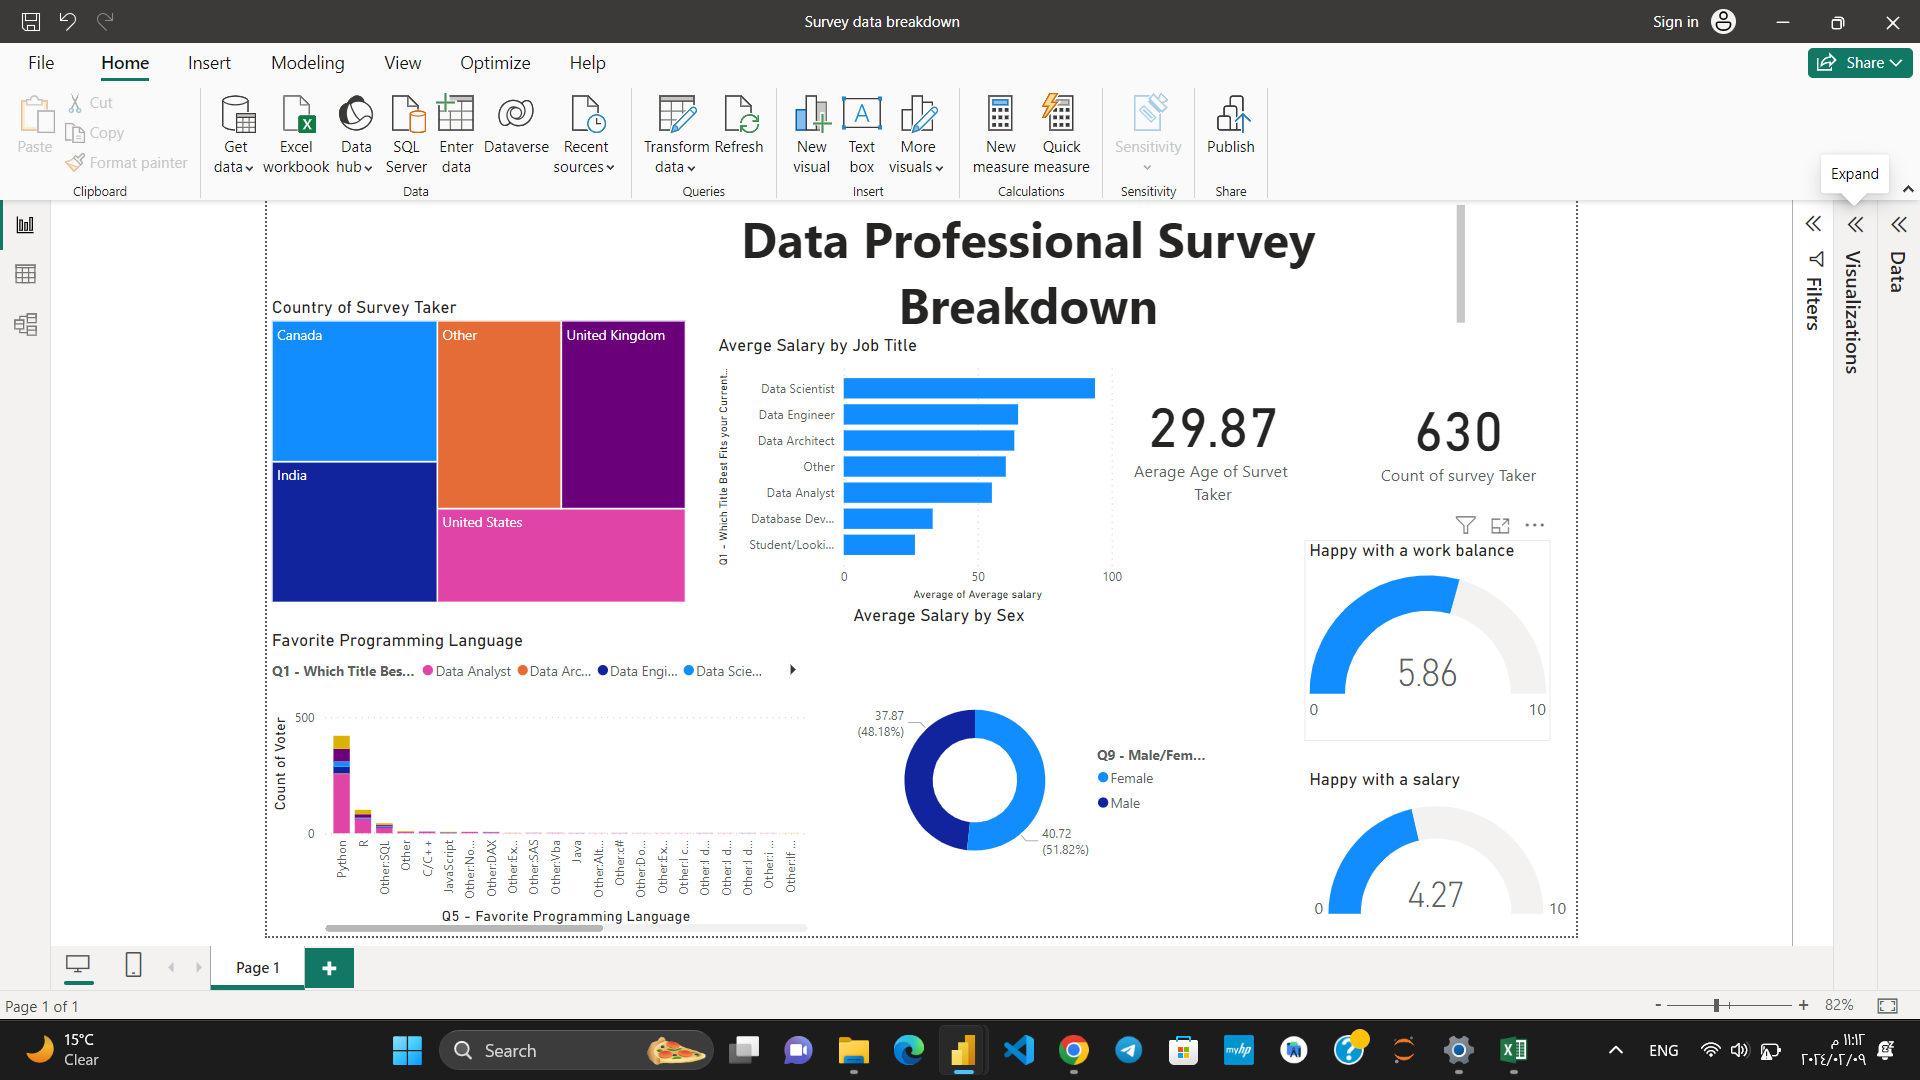 Survey data breakdown
Sign in
File
Home
Insert
Modeling
View
Optimize
Help
Share
Paste
Cut
Copy
Format painter
Clipboard
Get data
Excel workbook
Data hub
SQL Server
Enter data
Dataverse
Recent sources
Data
Transform data
Refresh
Queries
New visual
Text box
More visuals
Insert
New measure
Quick measure
Calculations
Sensitivity
Sensitivity
Publish
Share
Expand
Filters
Visualizations
Data
Data Professional Survey
Breakdown
Country of Survey Taker
Canada
Other
United Kingdom
India
United States
Averge Salary by Job Title
Q1 - Which Title Best Fits your Current...
Data Scientist
Data Engineer
Data Architect
Other
Data Analyst
Database Dev...
Student/Looki...
0 50 100
Average of Average salary
29.87
Aerage Age of Survet
Taker
630
Count of survey Taker
Happy with a work balance
5.86
0 10
Happy with a salary
4.27
0 10
Favorite Programming Language
Q1 - Which Title Bes... Data Analyst Data Arc... Data Engi... Data Scie...
Count of Voter
500
0
Python
R
Other:SQL
Other
C/C++
JavaScript
Other:No...
Other:DAX
Other:Ex...
Other:SAS
Other:Vba
Java
Other:Alt...
Other:c#
Other:Do...
Other:Ex...
Other:I c...
Other:I d...
Other:I d...
Other:I d...
Other:i ...
Other:If ...
Q5 - Favorite Programming Language
Average Salary by Sex
37.87
(48.18%)
40.72
(51.82%)
Q9 - Male/Fem...
Female
Male
Page 1
Page 1 of 1
- + 82%
15°C
Clear
Search
myhp
ENG
١١:١٢ م
٢٠٢٤/٠٢/٠٩